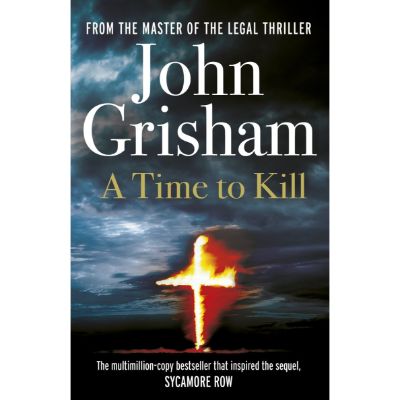 FROM THE MASTER OF THE LEGAL THRILLER
John
Grisham
A Time to Kill
The multimillion-copy bestseller that inspired the sequel,
SYCAMORE ROW